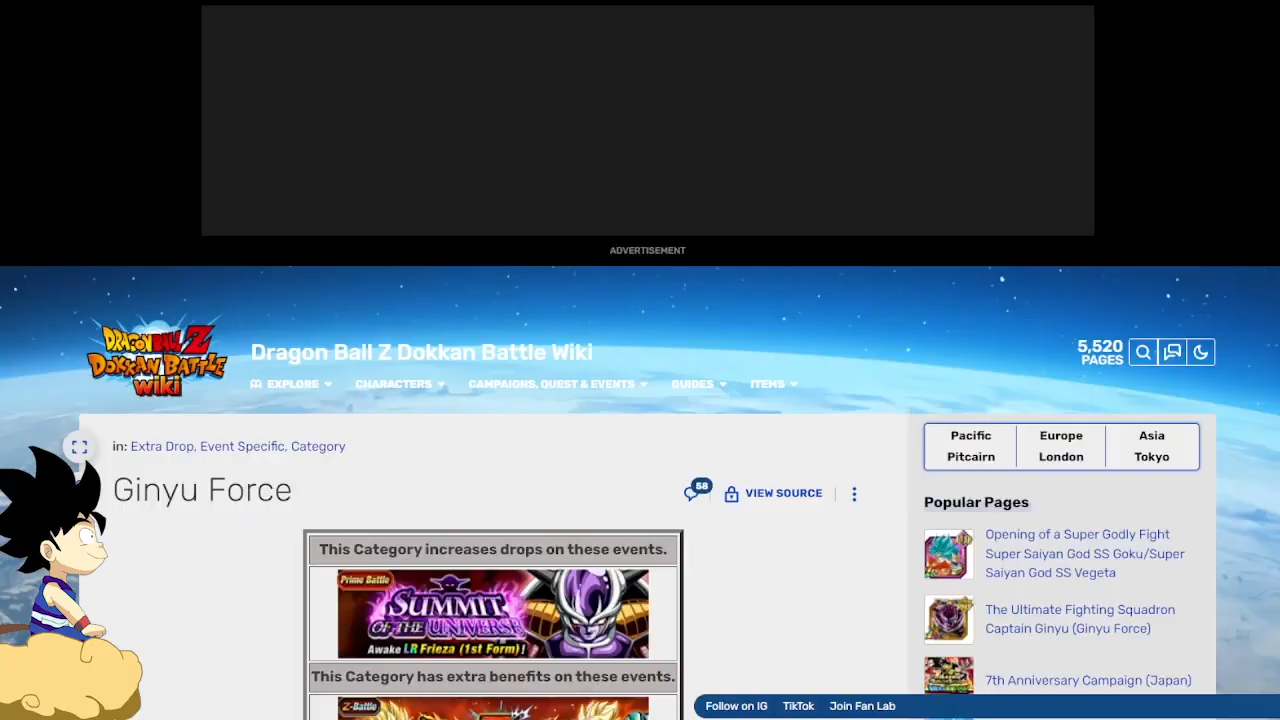 ADVERTISEMENT
DRAGON BALL Z
DOKKAN BATTLE
wiki
Dragon Ball Z Dokkan Battle Wiki
EXPLORE
CHARACTERS
CAMPAIGNS, QUEST & EVENTS
GUIDES
ITEMS
5,520
PAGES
in: Extra Drop, Event Specific, Category
Ginyu Force
58
VIEW SOURCE
This Category increases drops on these events.
Prime Battle
SUMMIT
OF THE UNIVERSE
Awake LR Frieza (1st Form)!
This Category has extra benefits on these events.
Z-Battle
Pacific
Pitcairn
Europe
London
Asia
Tokyo
Popular Pages
Opening of a Super Godly Fight
Super Saiyan God SS Goku/Super
Saiyan God SS Vegeta
The Ultimate Fighting Squadron
Captain Ginyu (Ginyu Force)
7th Anniversary Campaign (Japan)
Follow on IG
TikTok
Join Fan Lab